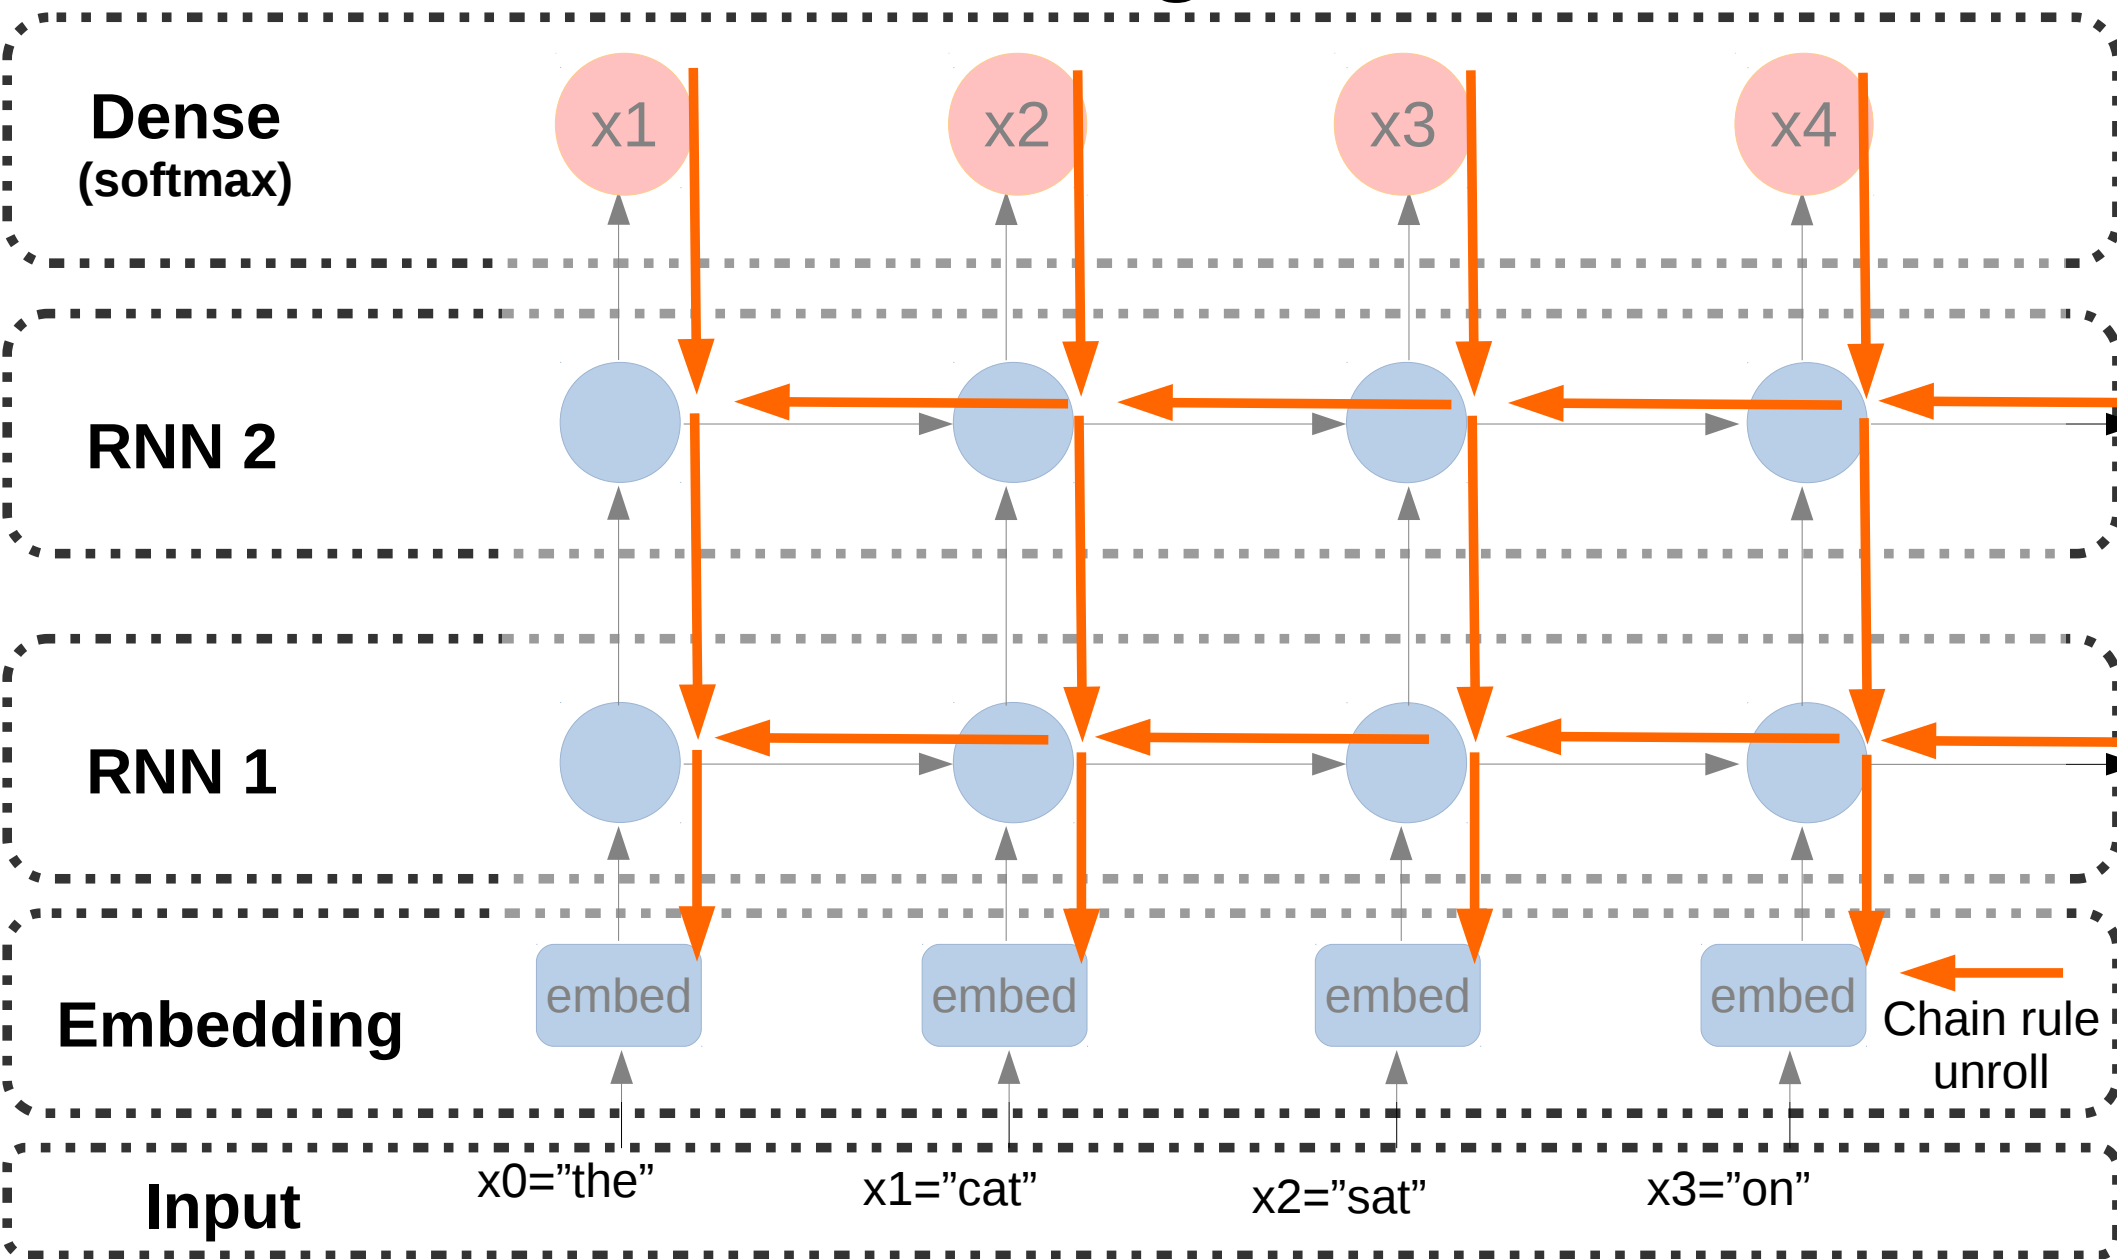 Dense
(softmax)
x1
x2
x3
x4
RNN 2
RNN 1
Embedding
embed
embed
embed
embed
Chain rule
unroll
Input
x0=”the”
x1=”cat”
x2=”sat”
x3=”on”